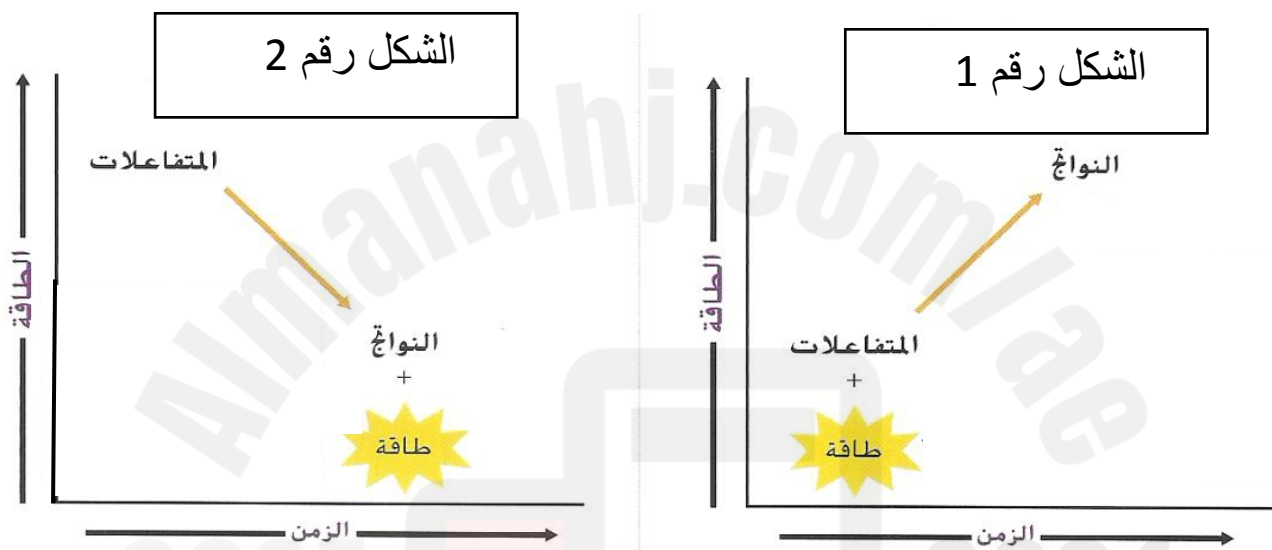 الشكل رقم 1
النواتج
الطاقة
المتفاعلات
+
طاقة
الزمن
الشكل رقم 2
المتفاعلات
الطاقة
النواتج
+
طاقة
الزمن
Almanahj.com/ae